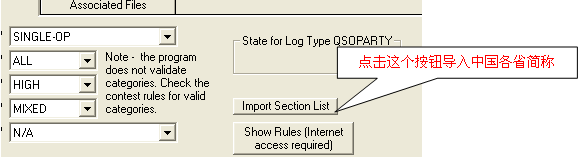 Associated Files
SINGLE-OP
ALL
HIGH
MIXED
N/A
Note - the program
does not validate
categories. Check the
contest rules for valid
categories.
State for Log Type QSOPARTY
点击这个按钮导入中国各省简称
Import Section List
Show Rules (Internet
access required)